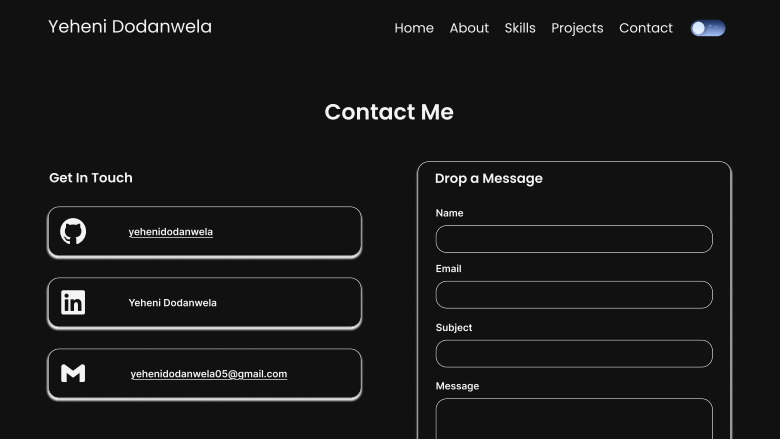 Yeheni Dodanwela
Home About Skills Projects Contact
Contact Me
Get In Touch
yehenidodanwela
in
Yeheni Dodanwela
yehenidodanwela05@gmail.com
Drop a Message
Name
Email
Subject
Message